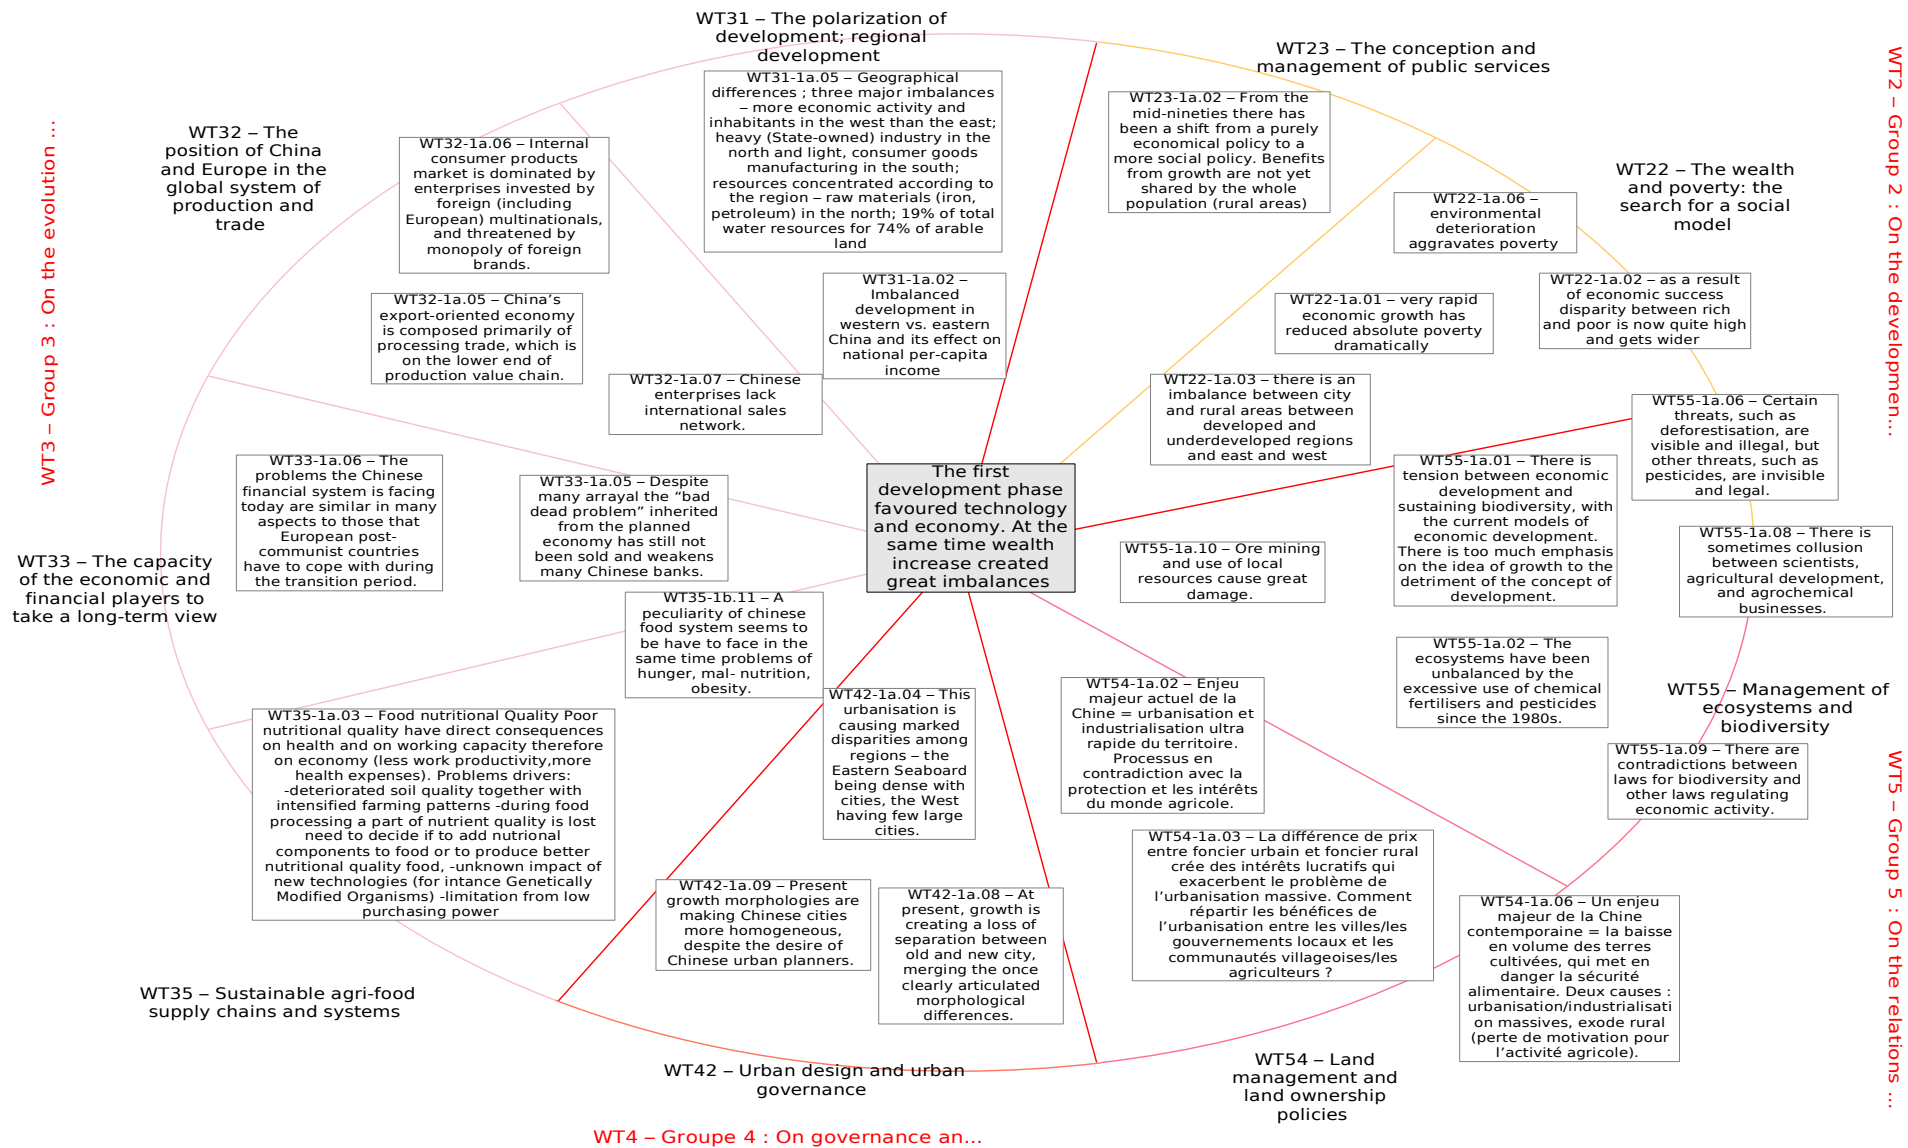 WT31 – The polarization of
development; regional
development
WT23 – The conception and
management of public services
WT31-1a.05 – Geographical
differences ; three major imbalances
– more economic activity and
inhabitants in the west than the east;
heavy (State-owned) industry in the
north and light, consumer goods
manufacturing in the south;
resources concentrated according to
the region – raw materials (iron,
petroleum) in the north; 19% of total
water resources for 74% of arable
land
WT23-1a.02 – From the
mid-nineties there has
been a shift from a purely
economical policy to a
more social policy. Benefits
from growth are not yet
shared by the whole
population (rural areas)
WT2 – Group 2 : On the developmen...
WT32 – The
position of China
and Europe in the
global system of
production and
trade
WT3 – Group 3 : On the evolution ...
WT32-1a.06 – Internal
consumer products
market is dominated by
enterprises invested by
foreign (including
European) multinationals,
and threatened by
monopoly of foreign
brands.
WT22 – The wealth
and poverty: the
search for a social
model
WT22-1a.06 –
environmental
deterioration
aggravates poverty
WT31-1a.02 –
Imbalanced
development in
western vs. eastern
China and its effect on
national per-capita
income
WT22-1a.02 – as a result
of economic success
disparity between rich
and poor is now quite high
and gets wider
WT32-1a.05 – China’s
export-oriented economy
is composed primarily of
processing trade, which is
on the lower end of
production value chain.
WT22-1a.01 – very rapid
economic growth has
reduced absolute poverty
dramatically
WT32-1a.07 – Chinese
enterprises lack
international sales
network.
WT22-1a.03 – there is an
imbalance between city
and rural areas between
developed and
underdeveloped regions
and east and west
WT55-1a.06 – Certain
threats, such as
deforestisation, are
visible and illegal, but
other threats, such as
pesticides, are invisible
and legal.
WT33-1a.06 – The
problems the Chinese
financial system is facing
today are similar in many
aspects to those that
European post-
communist countries
have to cope with during
the transition period.
WT33-1a.05 – Despite
many arrayal the “bad
dead problem” inherited
from the planned
economy has still not
been sold and weakens
many Chinese banks.
The first
development phase
favoured technology
and economy. At the
same time wealth
increase created
great imbalances
WT55-1a.01 – There is
tension between economic
development and
sustaining biodiversity, with
the current models of
economic development.
There is too much emphasis
on the idea of growth to the
detriment of the concept of
development.
WT55-1a.08 – There is
sometimes collusion
between scientists,
agricultural development,
and agrochemical
businesses.
WT55-1a.10 – Ore mining
and use of local
resources cause great
damage.
WT33 – The capacity
of the economic and
financial players to
take a long-term view
WT35-1b.11 – A
peculiarity of chinese
food system seems to
be have to face in the
same time problems of
hunger, mal- nutrition,
obesity.
WT55-1a.02 – The
ecosystems have been
unbalanced by the
excessive use of chemical
fertilisers and pesticides
since the 1980s.
WT55 – Management of
ecosystems and
biodiversity
WT54-1a.02 – Enjeu
majeur actuel de la
Chine = urbanisation et
industrialisation ultra
rapide du territoire.
Processus en
contradiction avec la
protection et les intérêts
du monde agricole.
WT42-1a.04 – This
urbanisation is
causing marked
disparities among
regions – the
Eastern Seaboard
being dense with
cities, the West
having few large
cities.
WT35-1a.03 – Food nutritional Quality Poor
nutritional quality have direct consequences
on health and on working capacity therefore
on economy (less work productivity,more
health expenses). Problems drivers:
-deteriorated soil quality together with
intensified farming patterns -during food
processing a part of nutrient quality is lost
need to decide if to add nutrional
components to food or to produce better
nutritional quality food, -unknown impact of
new technologies (for intance Genetically
Modified Organisms) -limitation from low
purchasing power
WT55-1a.09 – There are
contradictions between
laws for biodiversity and
other laws regulating
economic activity.
WT5 – Group 5 : On the relations ...
WT54-1a.03 – La différence de prix
entre foncier urbain et foncier rural
crée des intérêts lucratifs qui
exacerbent le problème de
l’urbanisation massive. Comment
répartir les bénéfices de
l’urbanisation entre les villes/les
gouvernements locaux et les
communautés villageoises/les
agriculteurs ?
WT42-1a.09 – Present
growth morphologies are
making Chinese cities
more homogeneous,
despite the desire of
Chinese urban planners.
WT42-1a.08 – At
present, growth is
creating a loss of
separation between
old and new city,
merging the once
clearly articulated
morphological
differences.
WT54-1a.06 – Un enjeu
majeur de la Chine
contemporaine = la baisse
en volume des terres
cultivées, qui met en
danger la sécurité
alimentaire. Deux causes :
urbanisation/industrialisati
on massives, exode rural
(perte de motivation pour
l’activité agricole).
WT35 – Sustainable agri-food
supply chains and systems
WT42 – Urban design and urban
governance
WT54 – Land
management and
land ownership
policies
WT4 – Groupe 4 : On governance an...